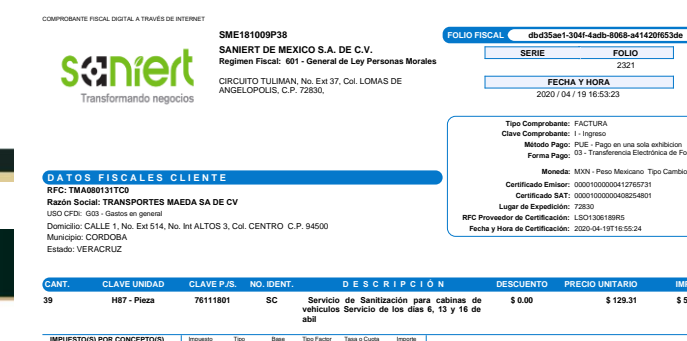 COMPROBANTE FISCAL DIGITAL A TRAVÉS DE INTERNET
saniert
Transformando negocios
SME181009P38
SANIERT DE MEXICO S.A. DE C.V.
Regimen Fiscal: 601 - General de Ley Personas Morales
CIRCUITO TULIMAN, No. Ext 37, Col. LOMAS DE
ANGELOPOLIS, C.P. 72830,
FOLIO FISCAL dbd35ae1-304f-4adb-8068-a41420f653de
SERIE FOLIO
2321
FECHA Y HORA
2020 / 04 / 19 16:53:23
Tipo Comprobante: FACTURA
Clave Comprobante: I - Ingreso
Método Pago: PUE - Pago en una sola exhibicion
Forma Pago: 03 - Transferencia Electrónica de Fo
Moneda: MXN - Peso Mexicano Tipo Cambio
Certificado Emisor: 00001000000412765731
Certificado SAT: 00001000000408254801
Lugar de Expedición: 72830
RFC Proveedor de Certificación: LSO1306189R5
Fecha y Hora de Certificación: 2020-04-19T16:55:24
DATOS FISCALES CLIENTE
RFC: TMA080131TC0
Razón Social: TRANSPORTES MAEDA SA DE CV
USO CFDI: G03 - Gastos en general
Domicilio: CALLE 1, No. Ext 514, No. Int ALTOS 3, Col. CENTRO C.P. 94500
Municipio: CORDOBA
Estado: VERACRUZ
CANT. CLAVE UNIDAD CLAVE P./S. NO. IDENT. DESCRIPCIÓN DESCUENTO PRECIO UNITARIO IM
39 H87 - Pieza 76111801 SC Servicio de Sanitización para cabinas de $ 0.00 $ 129.31 $ 5
vehículos Servicio de los días 6, 13 y 16 de
abil
IMPUESTO(S) POR CONCEPTO(S) Impuesto Tipo Base Tipo Factor Tasa o Cuota Importe